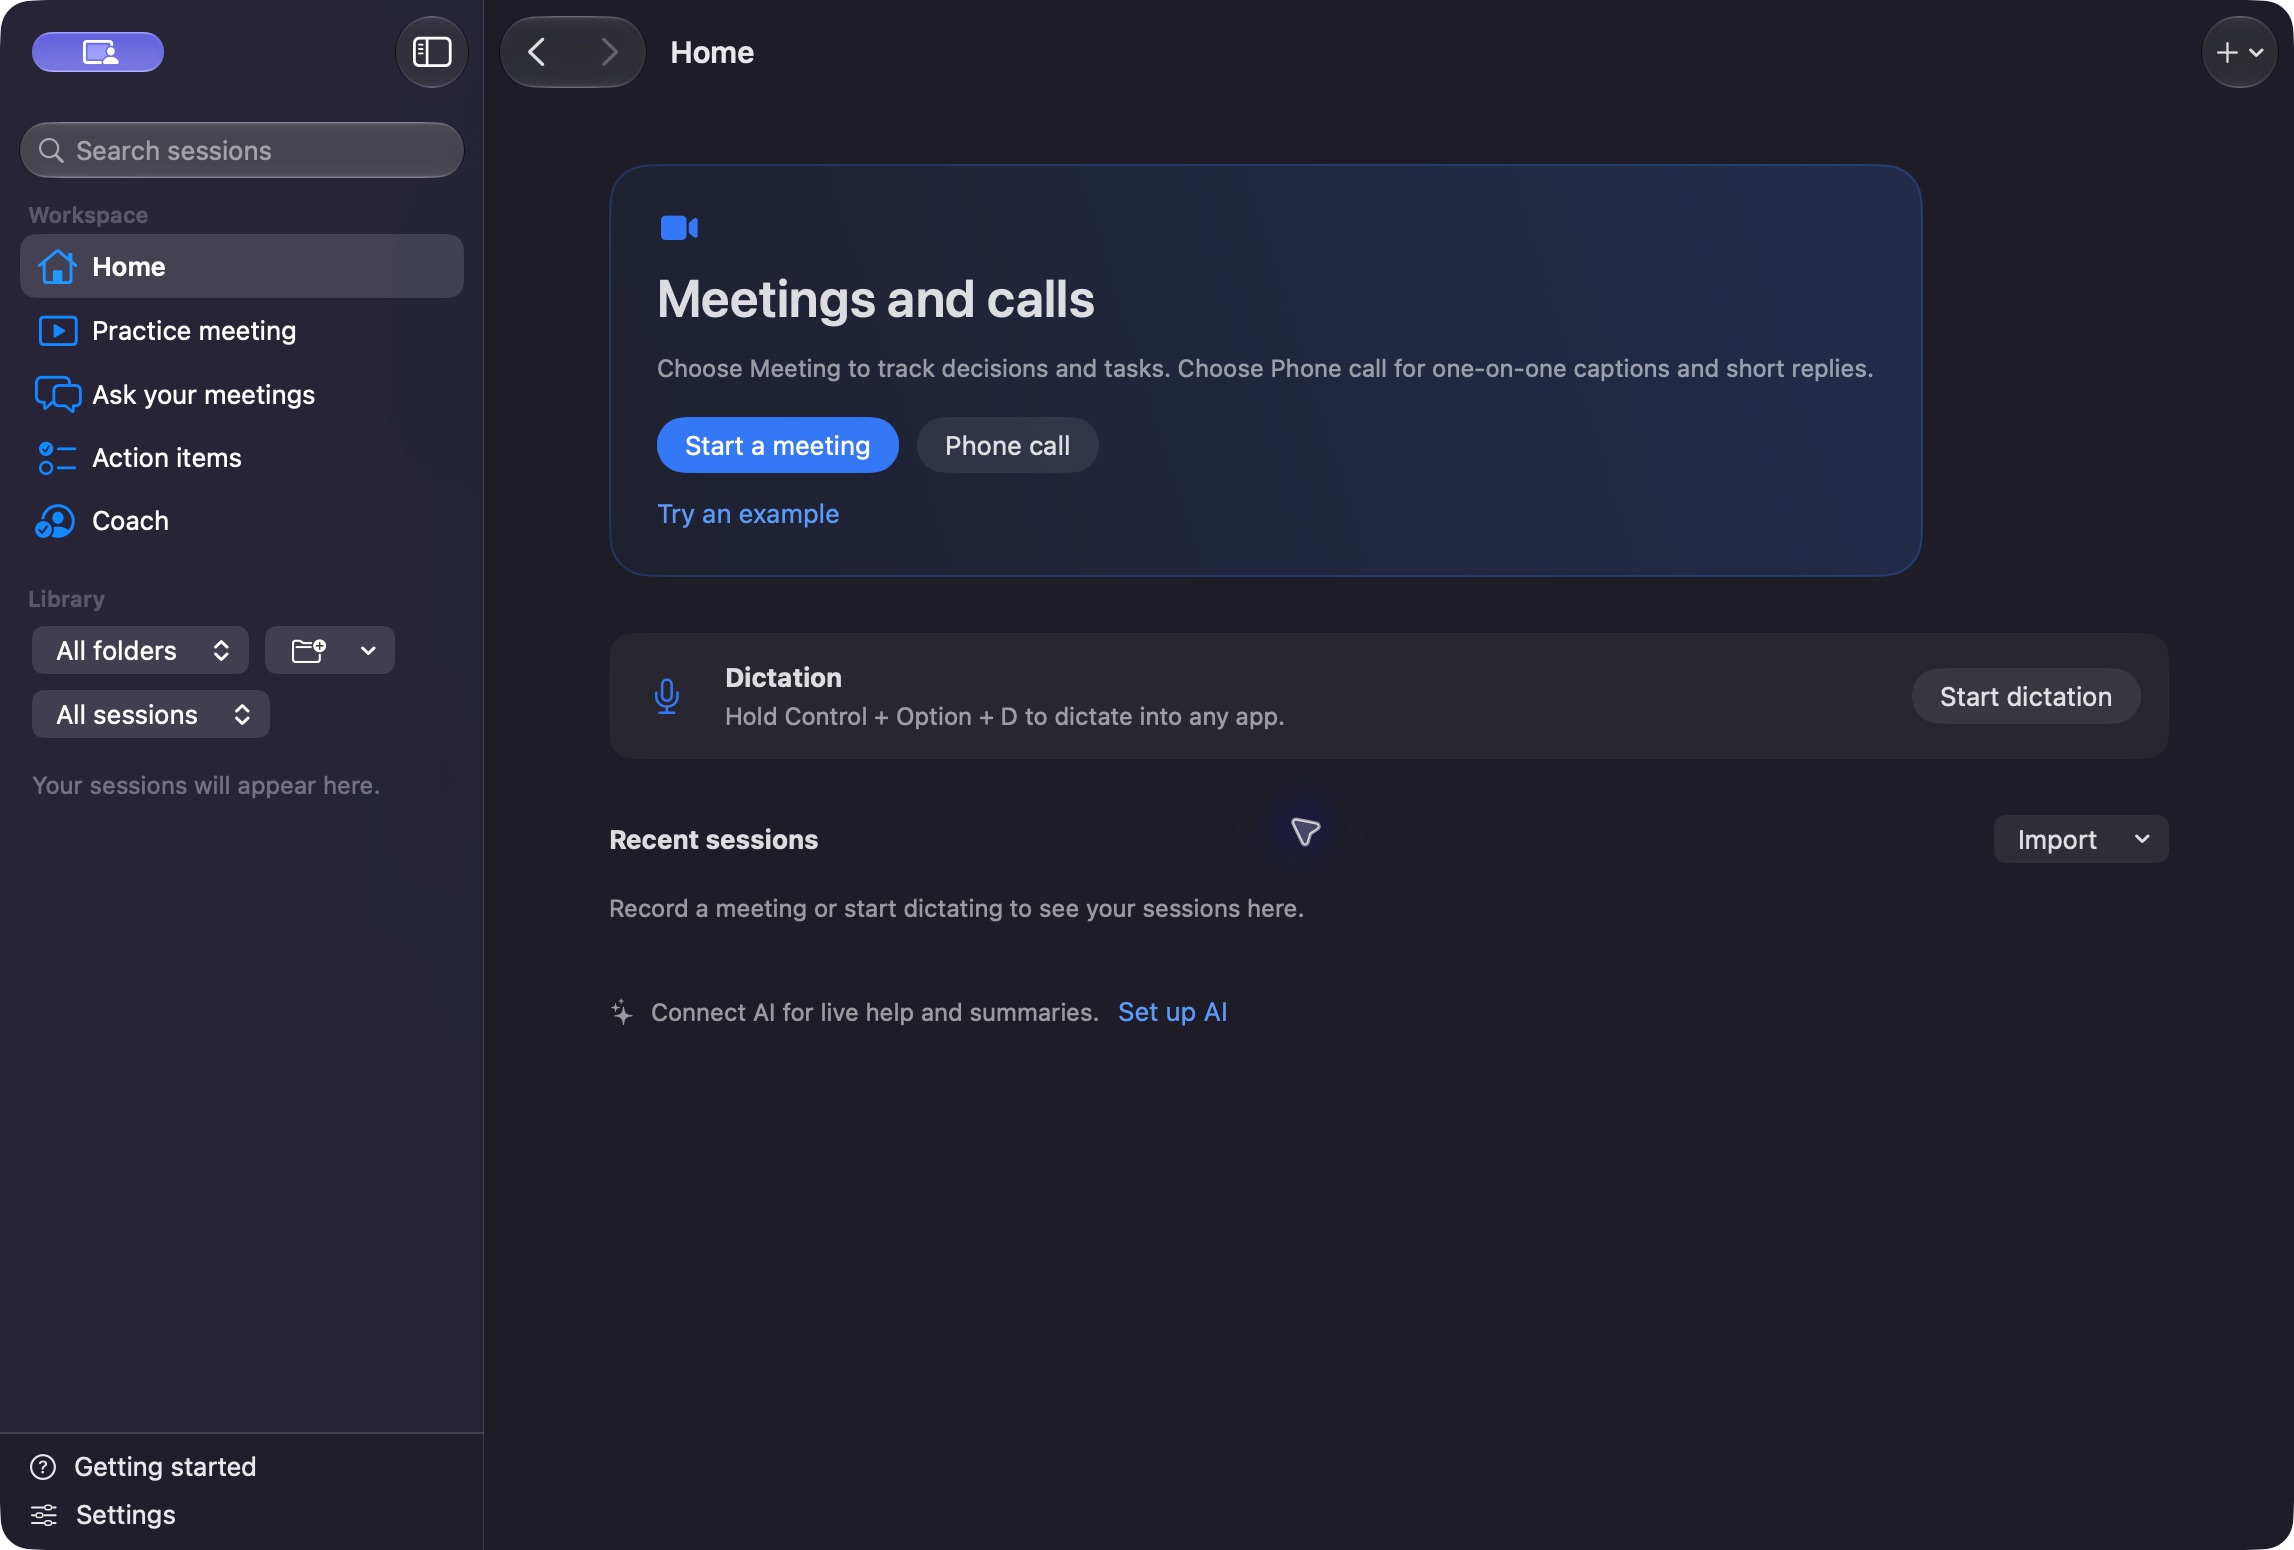 Home
Search sessions
Workspace
Home
Practice meeting
Ask your meetings
Action items
Coach
Library
All folders
All sessions
Your sessions will appear here.
Getting started
Settings
Meetings and calls
Choose Meeting to track decisions and tasks. Choose Phone call for one-on-one captions and short replies.
Start a meeting
Phone call
Try an example
Dictation
Hold Control + Option + D to dictate into any app.
Start dictation
Recent sessions
Import
Record a meeting or start dictating to see your sessions here.
Connect AI for live help and summaries. Set up AI